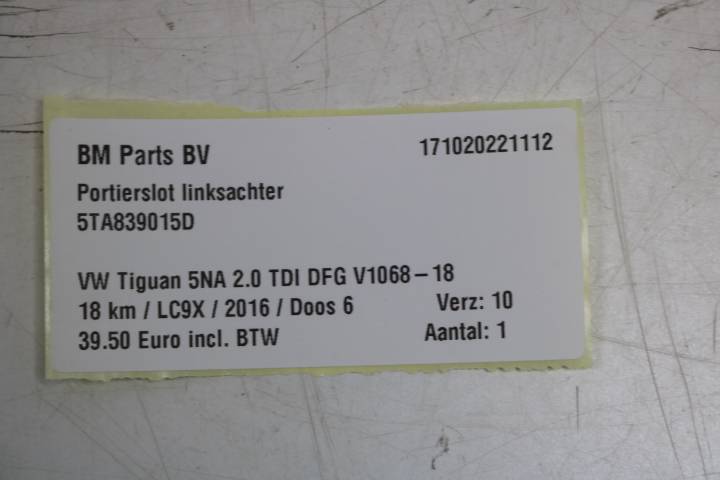 BM Parts BV 171020221112
Portierslot linksachter
5TA839015D
VW Tiguan 5NA 2.0 TDI DFG V1068-18
18 km / LC9X / 2016 / Doos 6 Verz: 10
39.50 Euro incl. BTW Aantal: 1